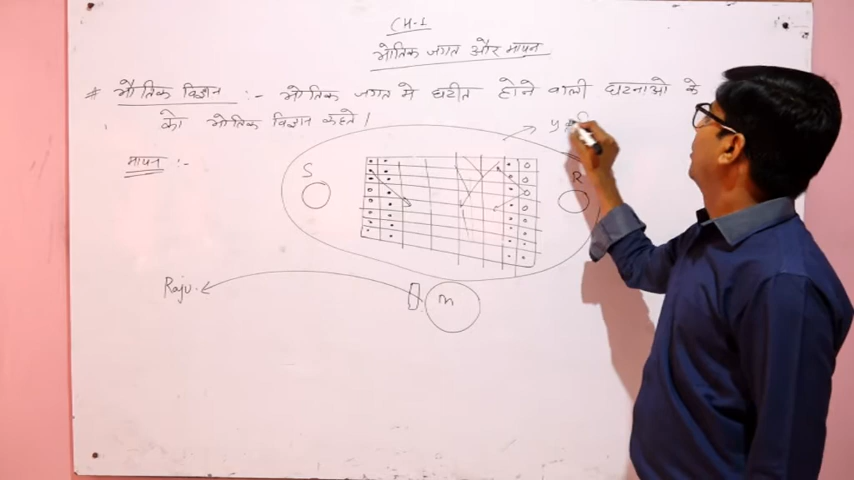 CH-1
भौतिक जगत और मापन
# भौतिक विज्ञान :- भौतिक जगत मे घटीत होने वाली घटनाओ के
को भौतिक विज्ञान कहते।
मापन :-
S
R
Raju.
m